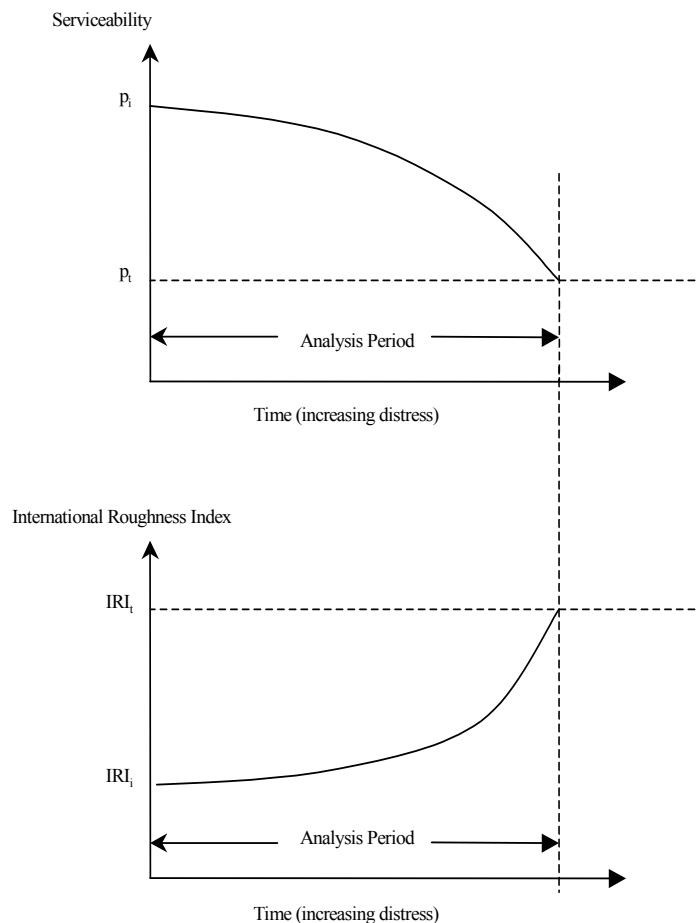 Serviceability
pᵢ
pₜ
Analysis Period
Time (increasing distress)
International Roughness Index
IRIₜ
IRIᵢ
Analysis Period
Time (increasing distress)